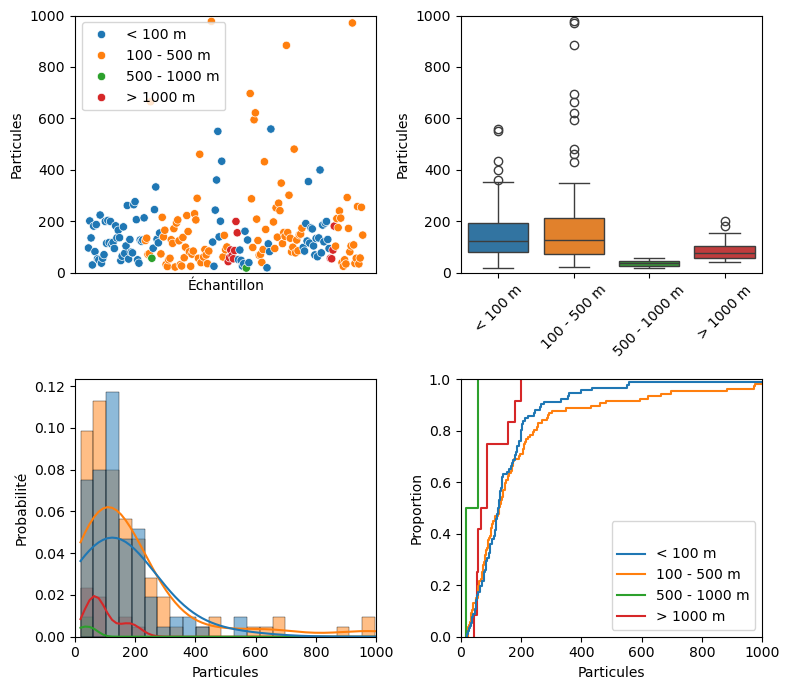 1000
800
600
400
200
0
Particules
< 100 m
100 - 500 m
500 - 1000 m
> 1000 m
Échantillon
1000
800
600
400
200
0
Particules
< 100 m
100 - 500 m
500 - 1000 m
> 1000 m
0.12
0.10
0.08
0.06
0.04
0.02
0.00
Probabilité
0 200 400 600 800 1000
Particules
1.0
0.8
0.6
0.4
0.2
0.0
Proportion
< 100 m
100 - 500 m
500 - 1000 m
> 1000 m
0 200 400 600 800 1000
Particules